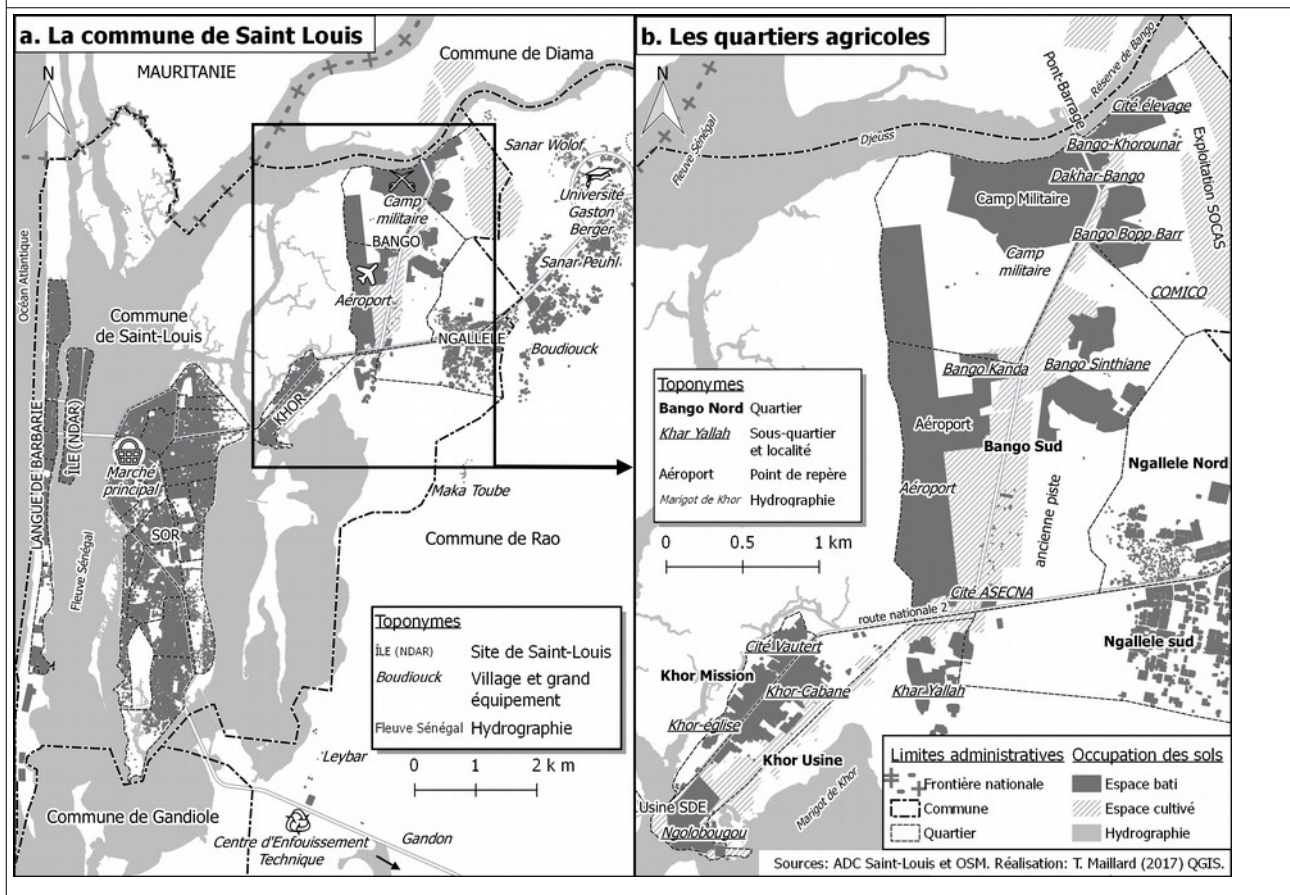 a. La commune de Saint Louis
N
MAURITANIE
Commune de Diama
Sanar Wolof
Université
Gaston
Berger
Camp
militaire
BANGO
Sanar Peuhl
Aéroport
Océan Atlantique
Commune
de Saint-Louis
NGALLELE
Boudiouck
KHOR
LANGUE DE BARBARIE
ÎLE (NDAR)
Marché
principal
Maka Toube
SOR
Commune de Rao
Fleuve Sénégal
Toponymes
ÎLE (NDAR) Site de Saint-Louis
Boudiouck Village et grand
équipement
Fleuve Sénégal Hydrographie
0 1 2 k m
Leybar
Commune de Gandiole
Centre d'Enfouissement
Technique
Gandon
b. Les quartiers agricoles
N
Fleuve Sénégal
Djeuss
Pont-Barrage
Réserve de Bango
Cité élevage
Bango-Khorounar
Exploitation SOCAS
Dakhar-Bango
Camp Militaire
Bango Bopp Barr
Camp
militaire
COMICO
Bango Kanda
Bango Sinthiane
Toponymes
Bango Nord Quartier
Khar Yallah Sous-quartier
et localité
Aéroport Point de repère
Marigot de Khor Hydrographie
0 0.5 1 km
Aéroport
Bango Sud
Ngallele Nord
Aéroport
ancienne piste
Cité ASECNA
route nationale 2
Cité Vautert
Ngallele sud
Khor Mission
Khor-Cabane
Khar Yallah
Khor-église
Khor Usine
Marigot de Khor
Usine SDE
Ngolobougou
Limites administratives
Frontière nationale
Commune
Quartier
Occupation des sols
Espace bati
Espace cultivé
Hydrographie
Sources: ADC Saint-Louis et OSM. Réalisation: T. Maillard (2017) QGIS.